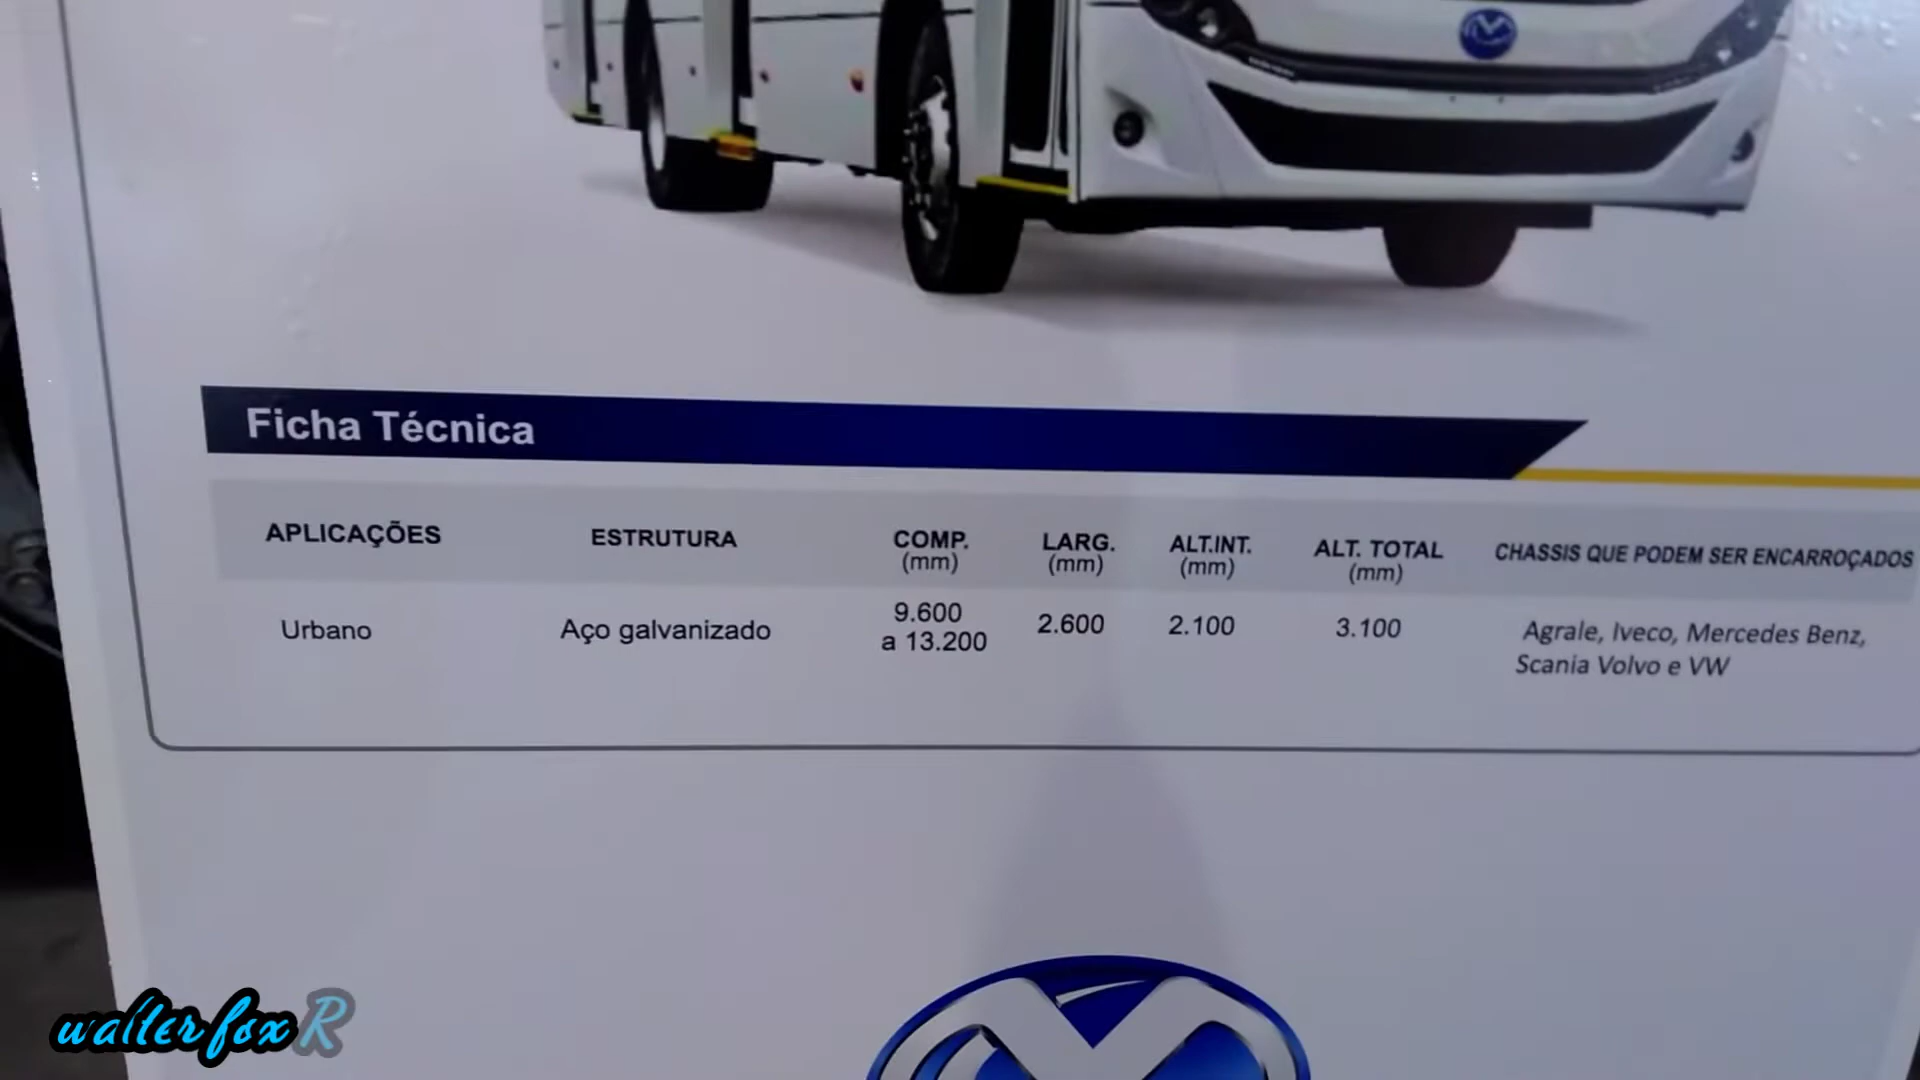 Ficha Técnica
APLICAÇÕES ESTRUTURA COMP. (mm) LARG. (mm) ALT.INT. (mm) ALT. TOTAL (mm) CHASSIS QUE PODEM SER ENCARROÇADOS
Urbano Aço galvanizado 9.600 a 13.200 2.600 2.100 3.100 Agrale, Iveco, Mercedes Benz,
Scania Volvo e VW
walter fox R